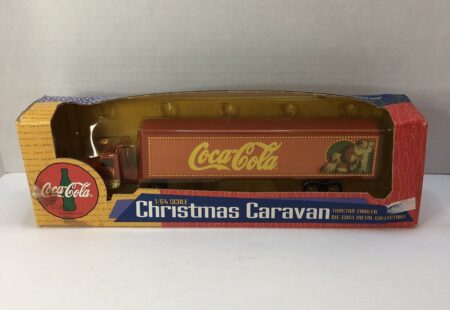 Coca-Cola
Coca-Cola
1/64 SCALE
Christmas Caravan
TRACTOR TRAILER
DIE CAST METAL COLLECTIBLE